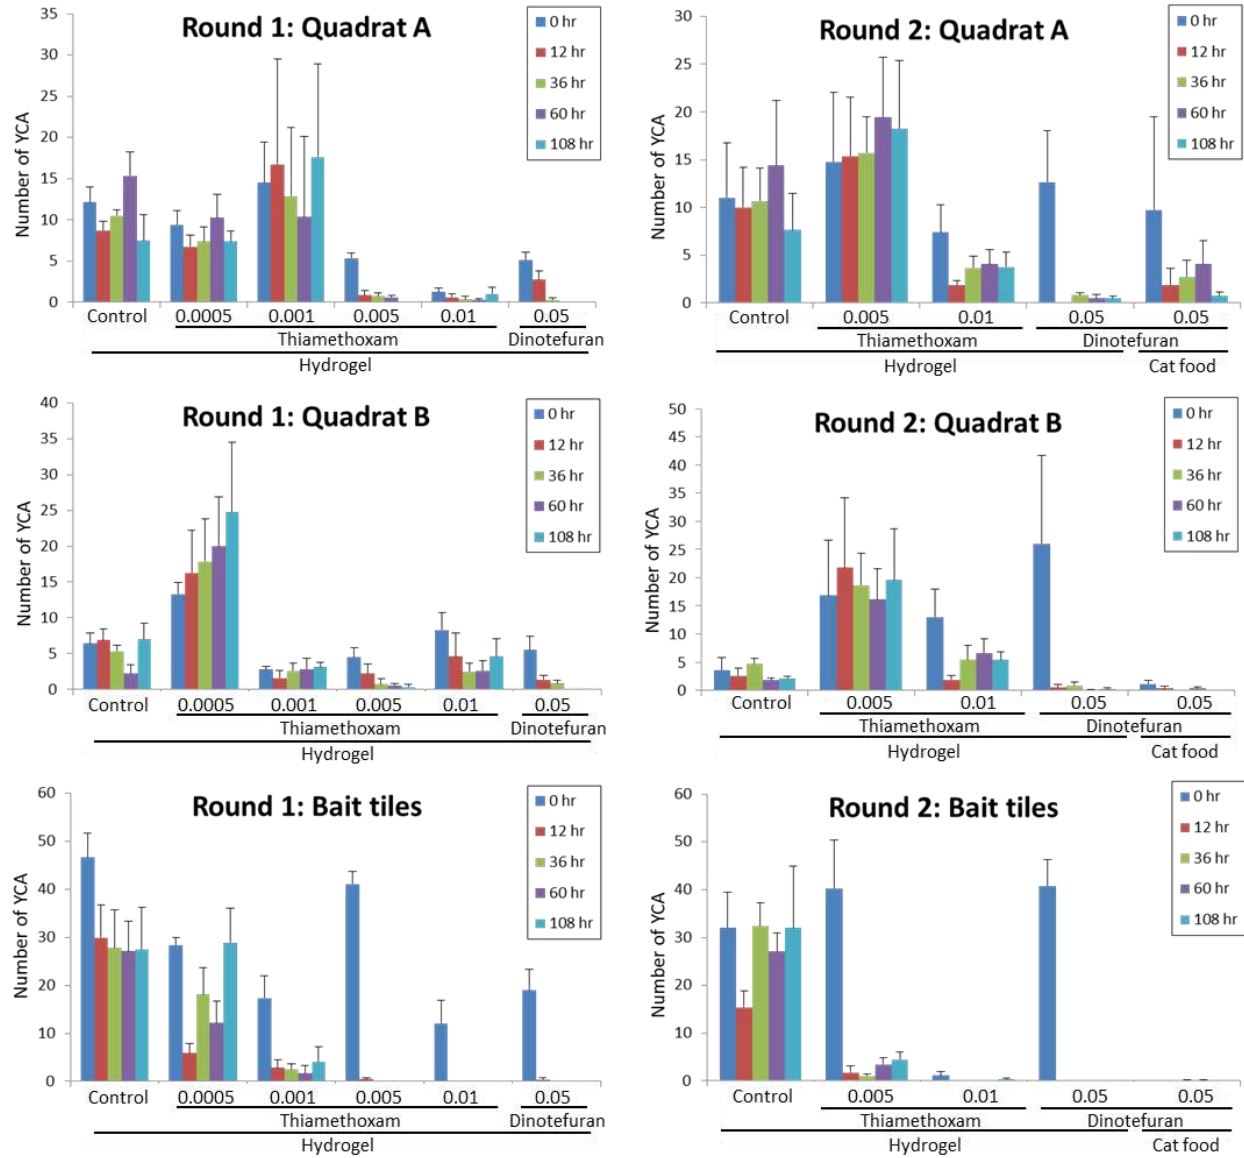 Round 1: Quadrat A
Number of YCA
35
30
25
20
15
10
5
0
0 hr
12 hr
36 hr
60 hr
108 hr
Control 0.0005 0.001 0.005 0.01 0.05
Thiamethoxam Dinotefuran
Hydrogel
Round 2: Quadrat A
Number of YCA
30
25
20
15
10
5
0
0 hr
12 hr
36 hr
60 hr
108 hr
Control 0.005 0.01 0.05 0.05
Thiamethoxam Dinotefuran
Hydrogel Cat food
Round 1: Quadrat B
Number of YCA
40
35
30
25
20
15
10
5
0
0 hr
12 hr
36 hr
60 hr
108 hr
Control 0.0005 0.001 0.005 0.01 0.05
Thiamethoxam Dinotefuran
Hydrogel
Round 2: Quadrat B
Number of YCA
50
45
40
35
30
25
20
15
10
5
0
0 hr
12 hr
36 hr
60 hr
108 hr
Control 0.005 0.01 0.05 0.05
Thiamethoxam Dinotefuran
Hydrogel Cat food
Round 1: Bait tiles
Number of YCA
60
50
40
30
20
10
0
0 hr
12 hr
36 hr
60 hr
108 hr
Control 0.0005 0.001 0.005 0.01 0.05
Thiamethoxam Dinotefuran
Hydrogel
Round 2: Bait tiles
Number of YCA
60
50
40
30
20
10
0
0 hr
12 hr
36 hr
60 hr
108 hr
Control 0.005 0.01 0.05 0.05
Thiamethoxam Dinotefuran
Hydrogel Cat food